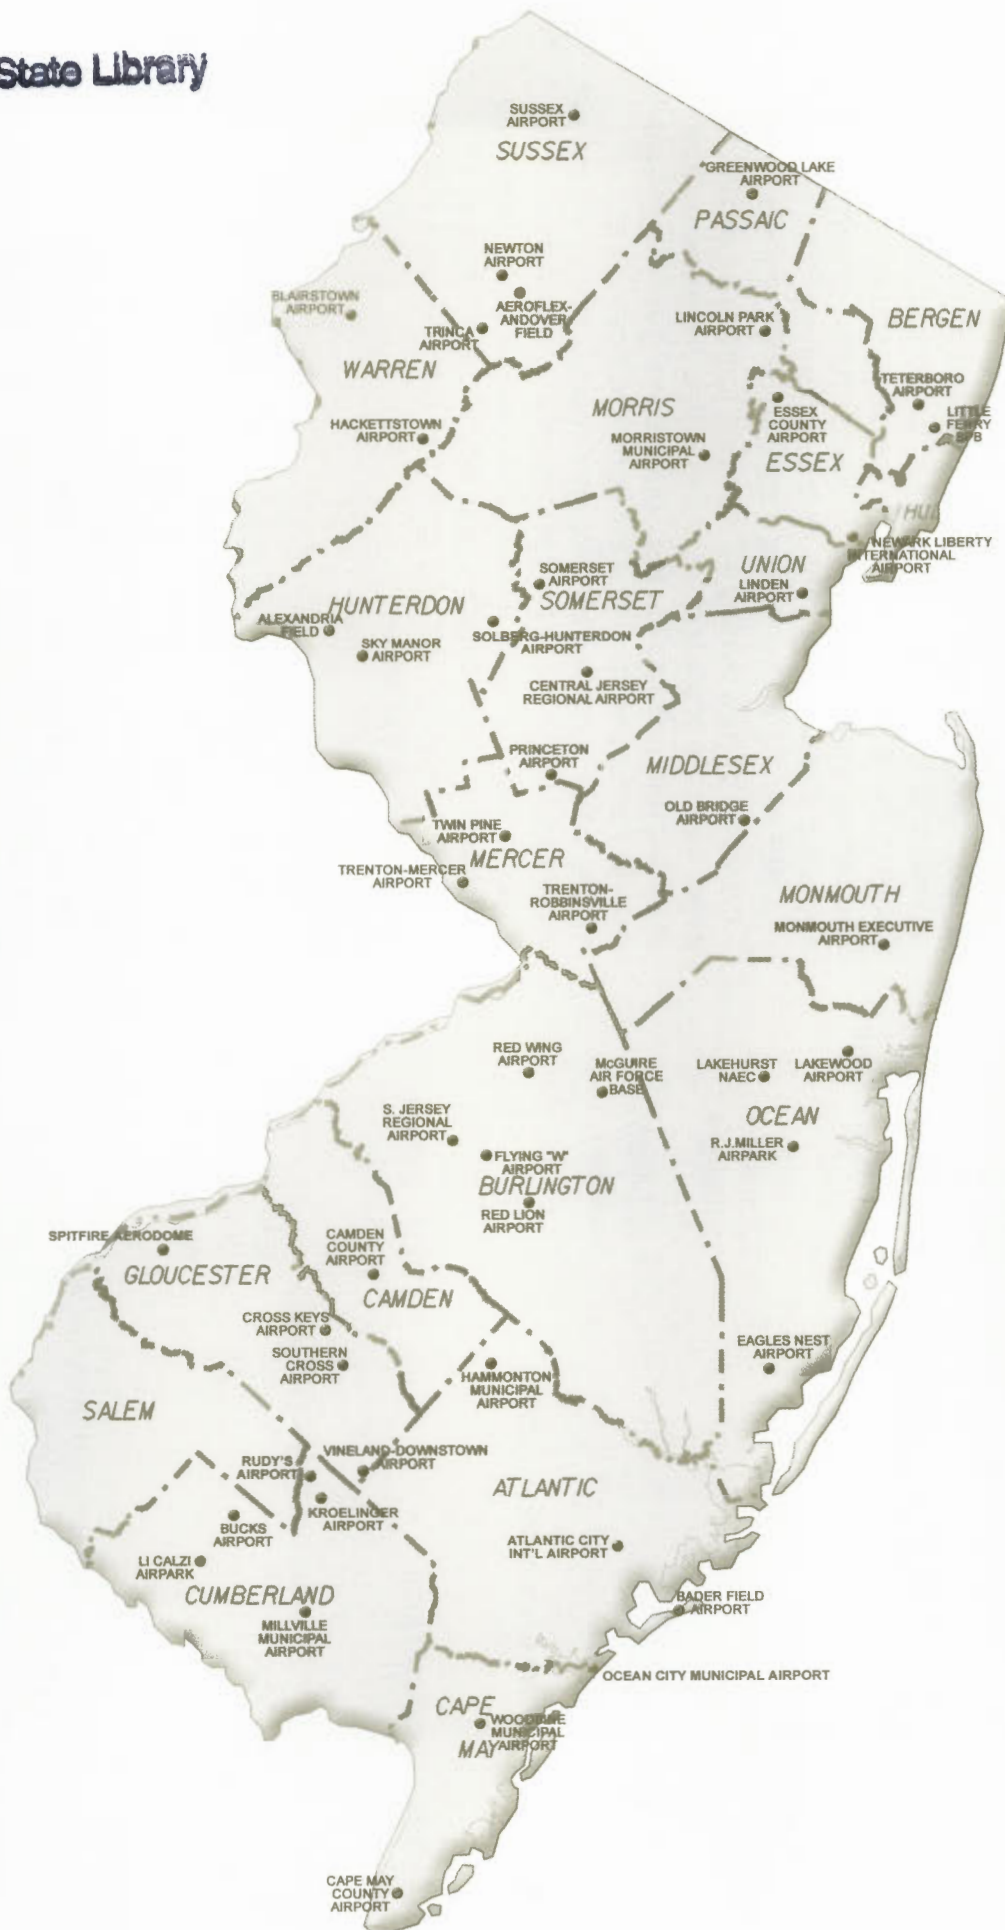 State Library
SUSSEX
AIRPORT
SUSSEX
GREENWOOD LAKE
AIRPORT
PASSAIC
NEWTON
AIRPORT
AEROFLEX-
ANDOVER
FIELD
BLAIRSTOWN
AIRPORT
TRINCA
AIRPORT
LINCOLN PARK
AIRPORT
BERGEN
WARREN
TETERBORO
AIRPORT
LITTLE
FERRY
SPB
MORRIS
ESSEX
COUNTY
AIRPORT
HACKETTSTOWN
AIRPORT
MORRISTOWN
MUNICIPAL
AIRPORT
ESSEX
HUD
NEWARK LIBERTY
INTERNATIONAL
AIRPORT
UNION
LINDEN
AIRPORT
SOMERSET
AIRPORT
SOMERSET
HUNTERDON
ALEXANDRIA
FIELD
SKY MANOR
AIRPORT
SOLBERG-HUNTERDON
AIRPORT
CENTRAL JERSEY
REGIONAL AIRPORT
PRINCETON
AIRPORT
MIDDLESEX
OLD BRIDGE
AIRPORT
TWIN PINE
AIRPORT
MERCER
TRENTON-MERCER
AIRPORT
TRENTON-
ROBBINSVILLE
AIRPORT
MONMOUTH
MONMOUTH EXECUTIVE
AIRPORT
RED WING
AIRPORT
McGUIRE
AIR FORCE
BASE
LAKEHURST
NAEC
LAKEWOOD
AIRPORT
OCEAN
R.J.MILLER
AIRPARK
S. JERSEY
REGIONAL
AIRPORT
FLYING "W"
AIRPORT
BURLINGTON
RED LION
AIRPORT
SPITFIRE AERODOME
GLOUCESTER
CAMDEN
COUNTY
AIRPORT
CAMDEN
CROSS KEYS
AIRPORT
SOUTHERN
CROSS
AIRPORT
HAMMONTON
MUNICIPAL
AIRPORT
EAGLES NEST
AIRPORT
SALEM
RUDY'S
AIRPORT
VINELAND-DOWNSTOWN
AIRPORT
KROELINGER
AIRPORT
ATLANTIC
BUCKS
AIRPORT
LI CALZI
AIRPARK
ATLANTIC CITY
INT'L AIRPORT
CUMBERLAND
MILLVILLE
MUNICIPAL
AIRPORT
BADER FIELD
AIRPORT
OCEAN CITY MUNICIPAL AIRPORT
CAPE
MAY
WOODBINE
MUNICIPAL
AIRPORT
CAPE MAY
COUNTY
AIRPORT